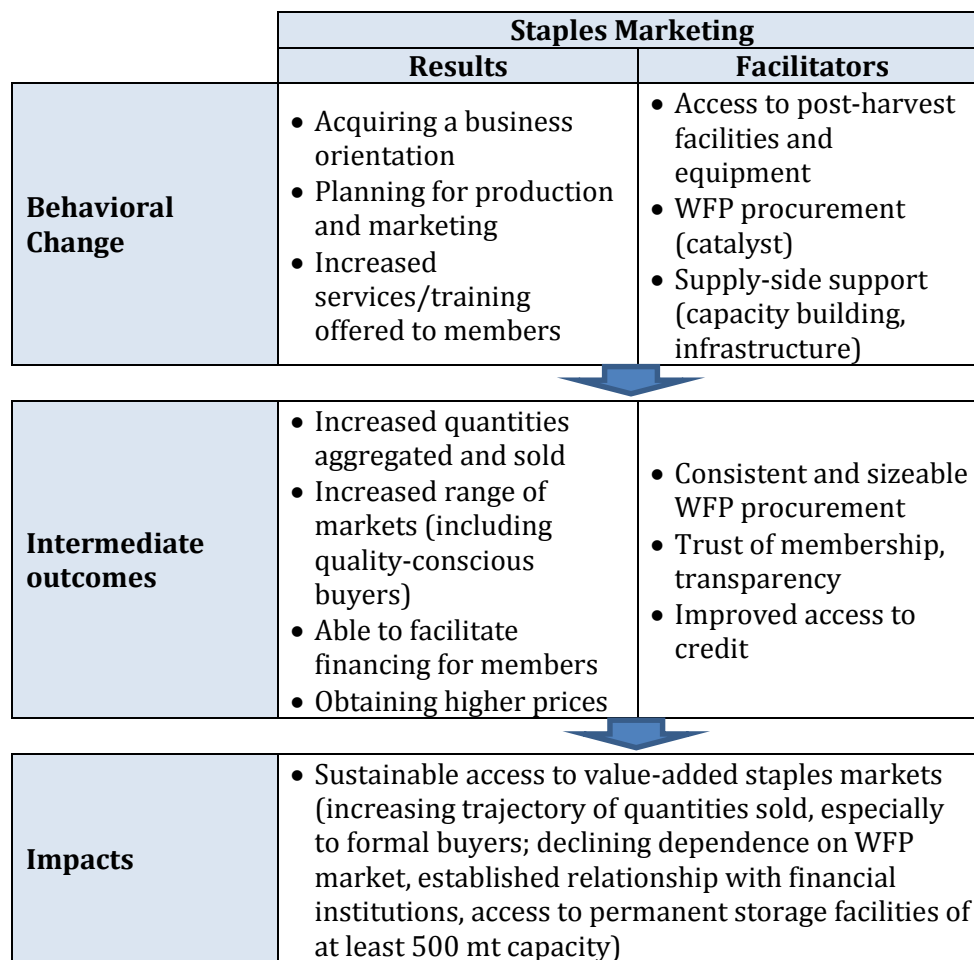 Staples Marketing
Results
Facilitators
Behavioral
Change
• Acquiring a business
orientation
• Planning for production
and marketing
• Increased
services/training
offered to members
• Access to post-harvest
facilities and
equipment
• WFP procurement
(catalyst)
• Supply-side support
(capacity building,
infrastructure)
Intermediate
outcomes
• Increased quantities
aggregated and sold
• Increased range of
markets (including
quality-conscious
buyers)
• Able to facilitate
financing for members
• Obtaining higher prices
• Consistent and sizeable
WFP procurement
• Trust of membership,
transparency
• Improved access to
credit
Impacts
• Sustainable access to value-added staples markets
(increasing trajectory of quantities sold, especially
to formal buyers; declining dependence on WFP
market, established relationship with financial
institutions, access to permanent storage facilities of
at least 500 mt capacity)